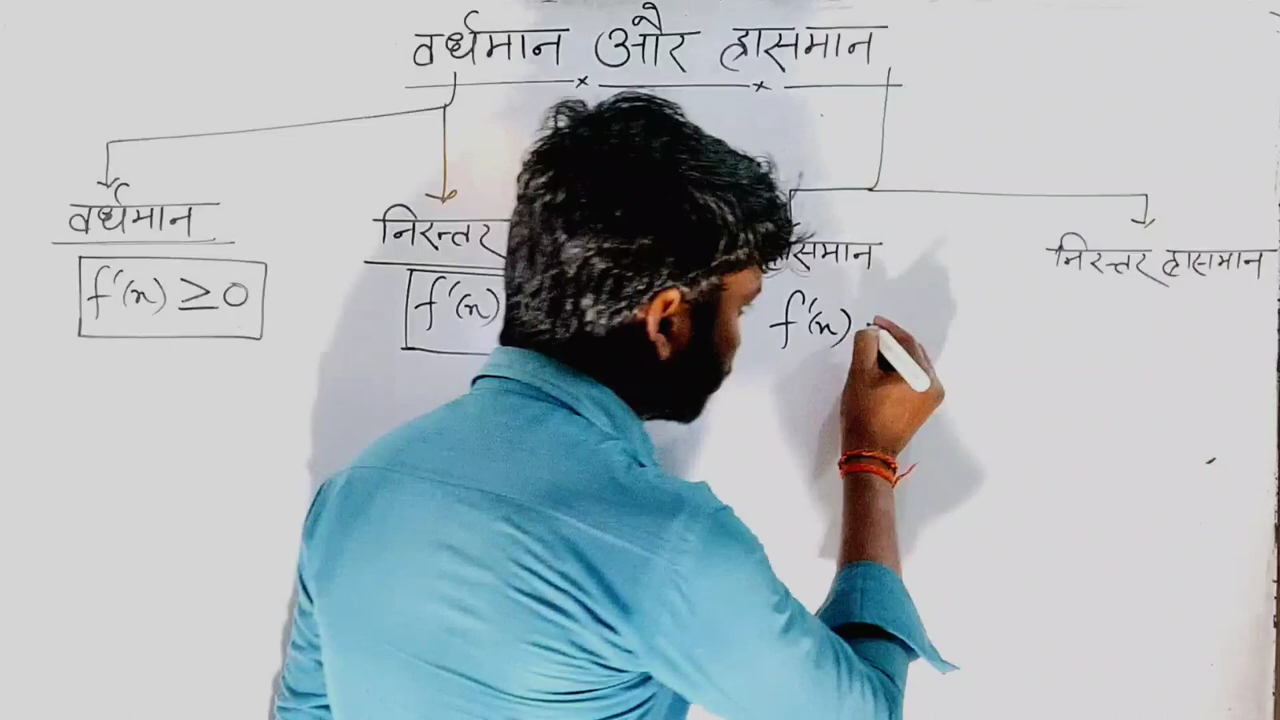 वर्धमान और ह्रासमान
वर्धमान
f'(x) ≥ 0
निरन्तर
f'(x)
ह्रासमान
f'(x)
निरन्तर ह्रासमान